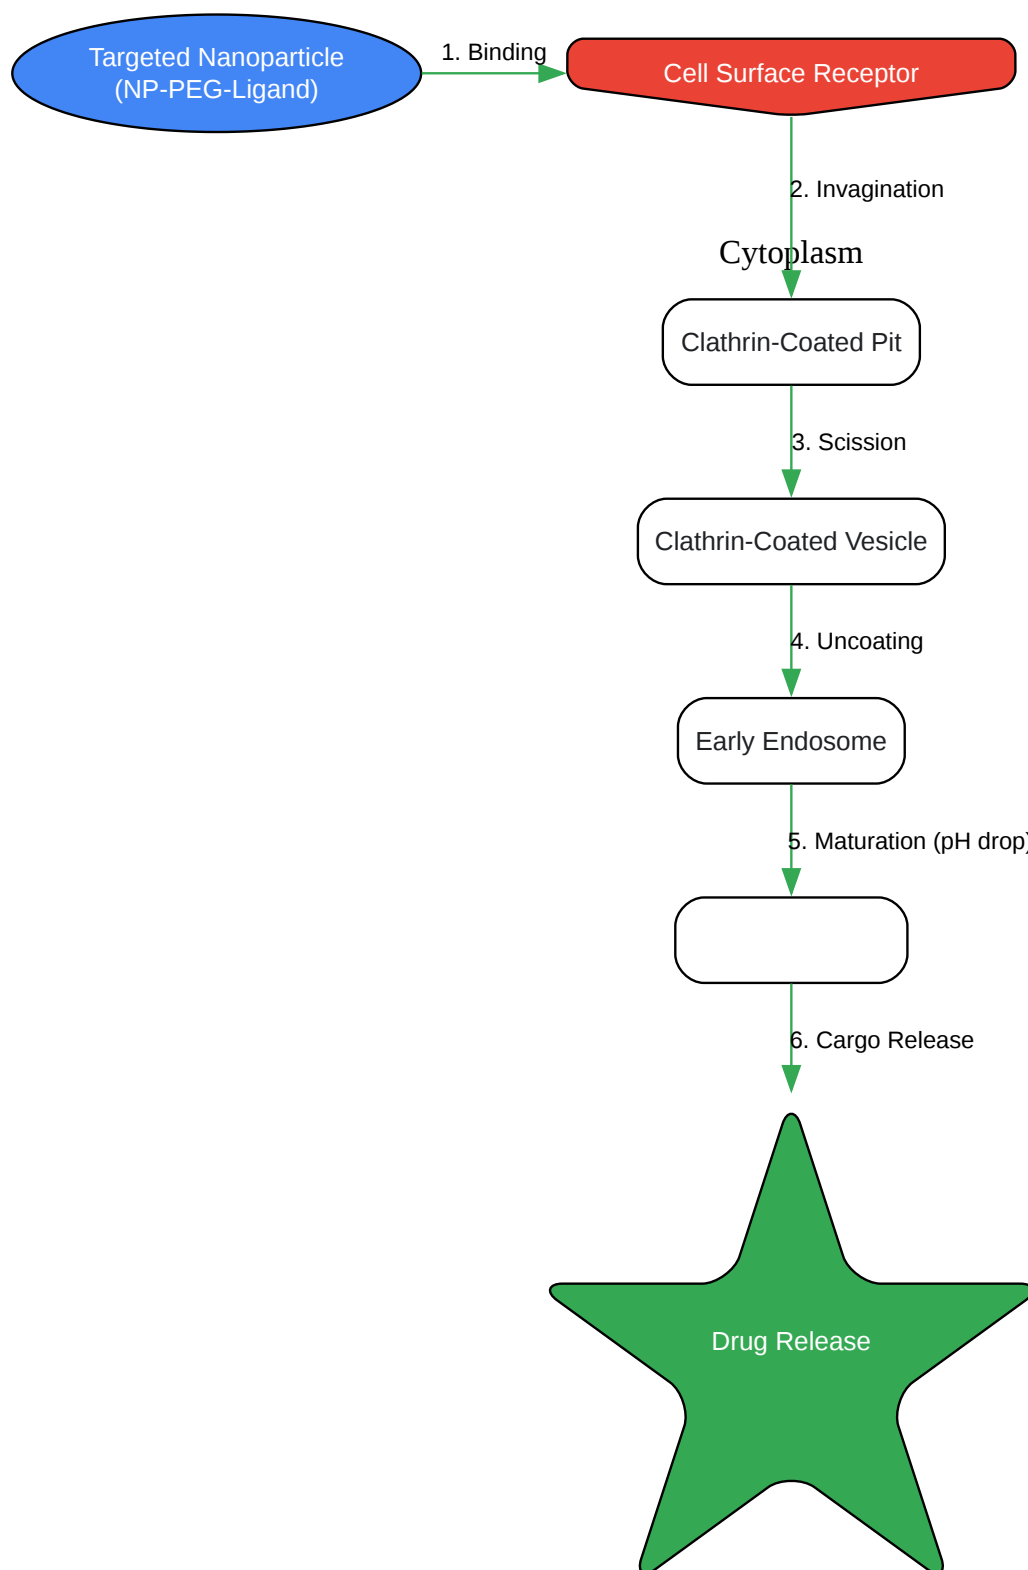 Targeted Nanoparticle
(NP-PEG-Ligand)
1. Binding
Cell Surface Receptor
2. Invagination
Cytoplasm
Clathrin-Coated Pit
3. Scission
Clathrin-Coated Vesicle
4. Uncoating
Early Endosome
5. Maturation (pH drop)
6. Cargo Release
Drug Release